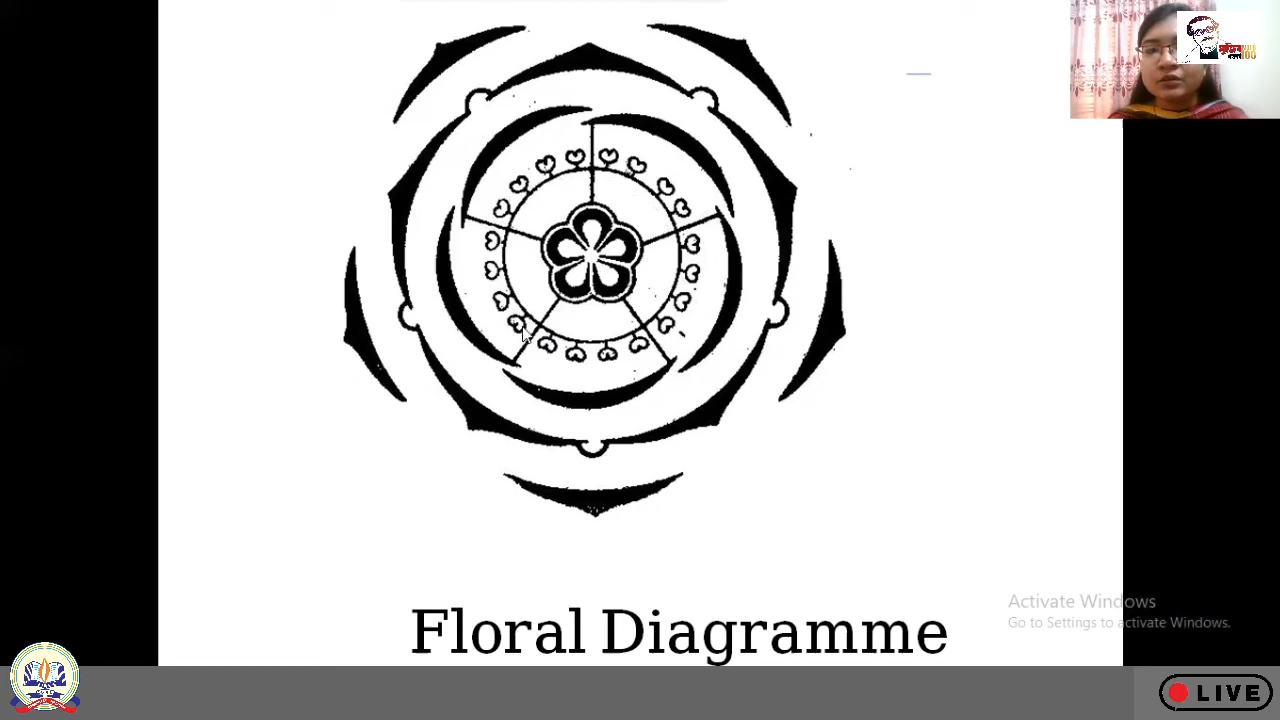 Floral Diagramme
Activate Windows
Go to Settings to activate Windows.
LIVE